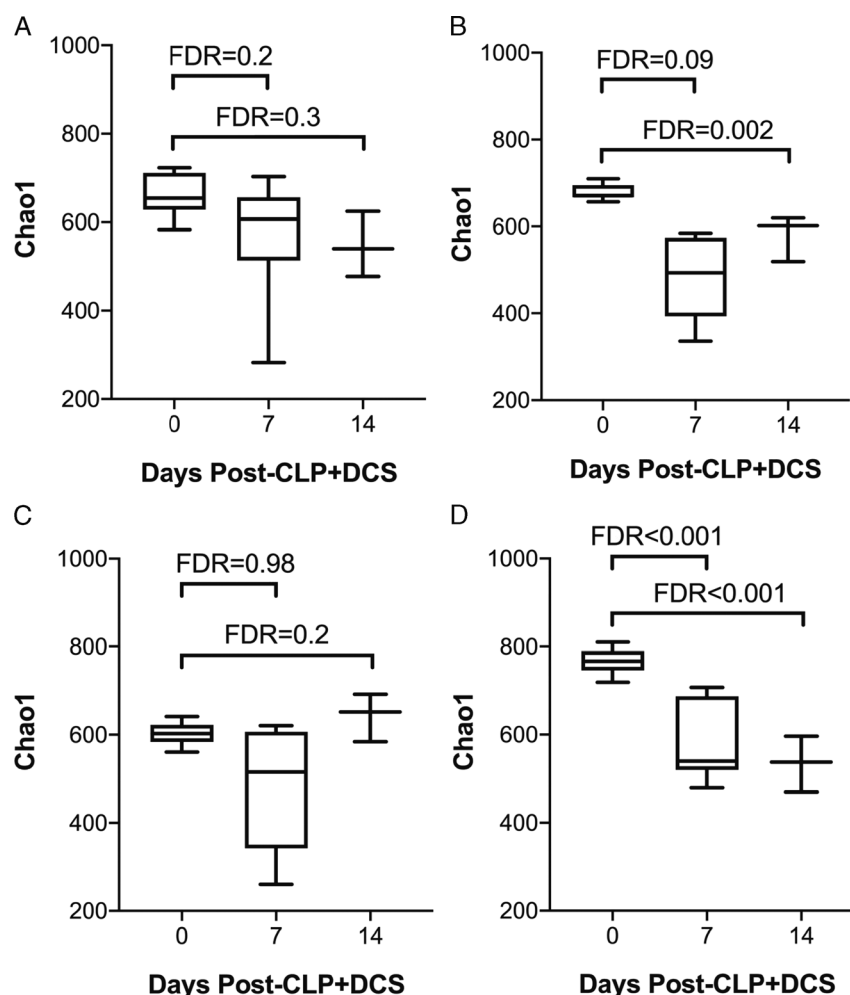 A
FDR=0.2
FDR=0.3
1000
800
600
400
200
Chao1
0 7 14
Days Post-CLP+DCS
B
FDR=0.09
FDR=0.002
1000
800
600
400
200
Chao1
0 7 14
Days Post-CLP+DCS
C
FDR=0.98
FDR=0.2
1000
800
600
400
200
Chao1
0 7 14
Days Post-CLP+DCS
D
FDR<0.001
FDR<0.001
1000
800
600
400
200
Chao1
0 7 14
Days Post-CLP+DCS